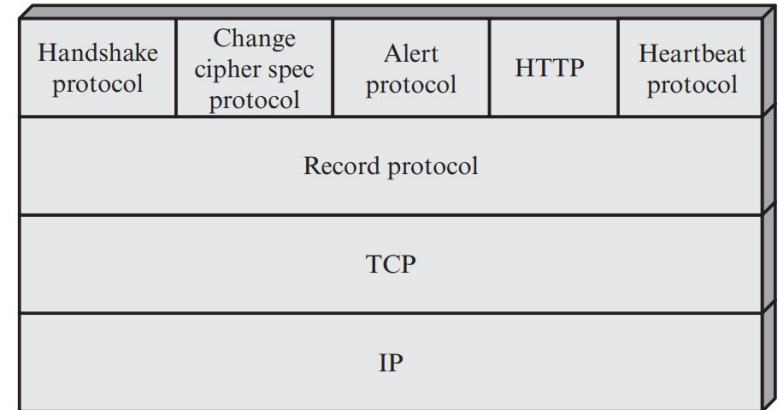 Handshake
protocol
Change
cipher spec
protocol
Alert
protocol
HTTP
Heartbeat
protocol
Record protocol
TCP
IP